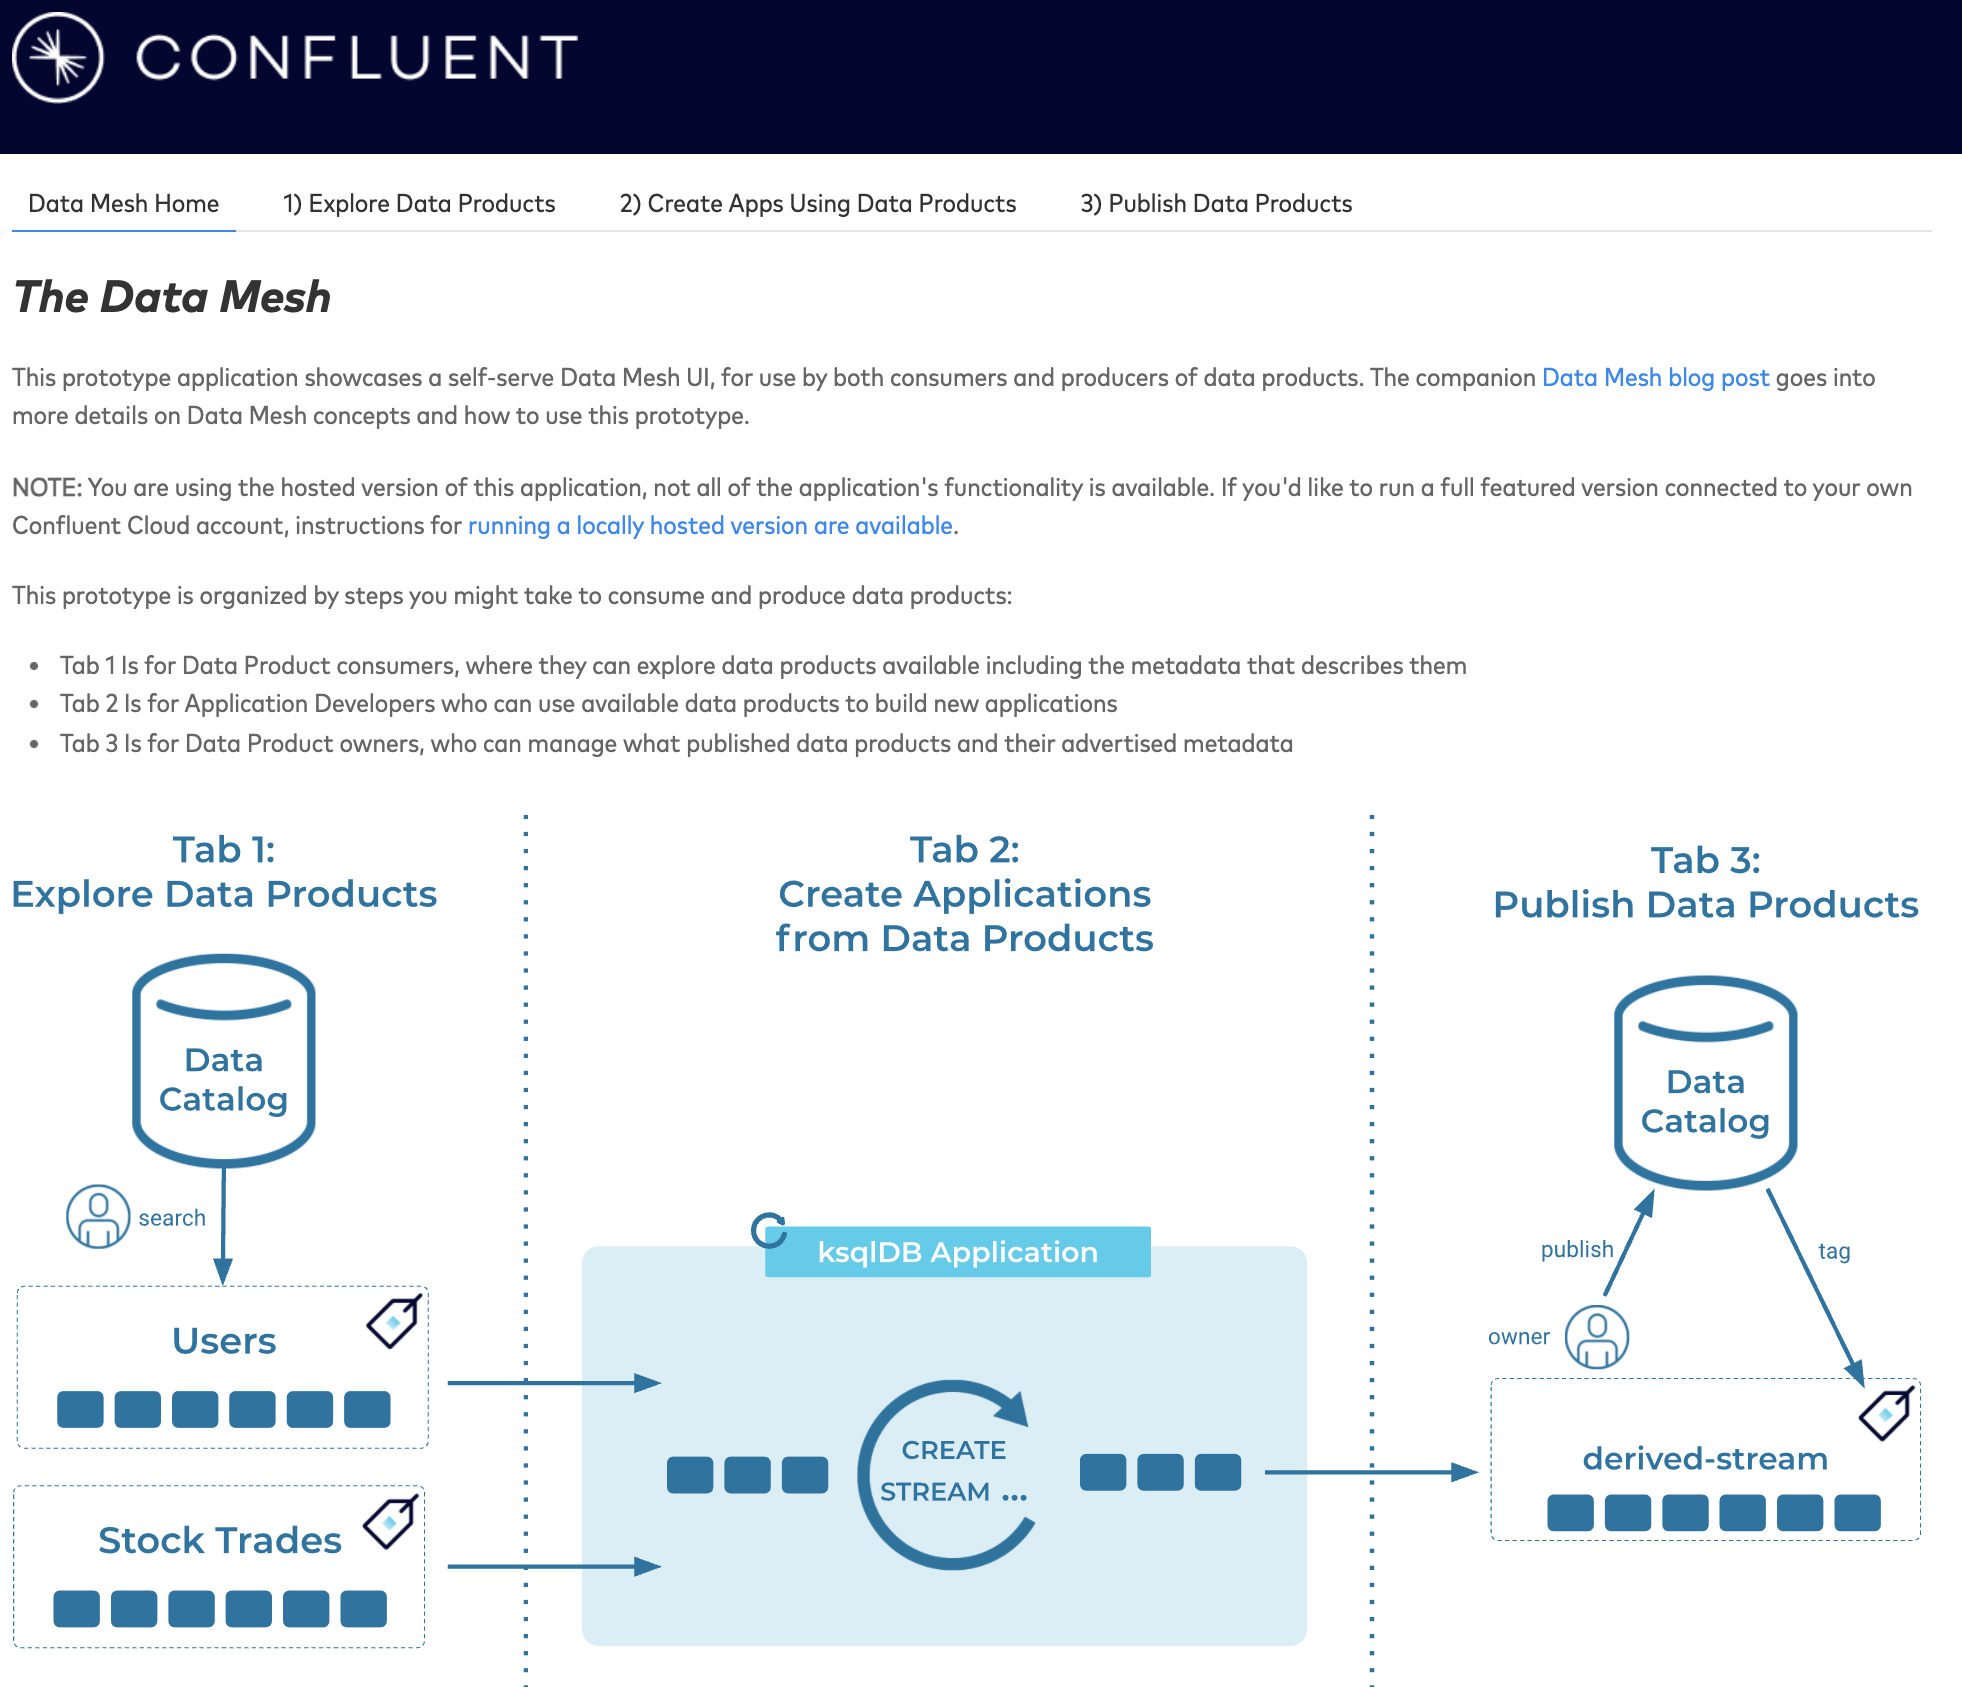 CONFLUENT
Data Mesh Home
1) Explore Data Products
2) Create Apps Using Data Products
3) Publish Data Products
The Data Mesh
This prototype application showcases a self-serve Data Mesh UI, for use by both consumers and producers of data products. The companion Data Mesh blog post goes into
more details on Data Mesh concepts and how to use this prototype.
NOTE: You are using the hosted version of this application, not all of the application's functionality is available. If you'd like to run a full featured version connected to your own
Confluent Cloud account, instructions for running a locally hosted version are available.
This prototype is organized by steps you might take to consume and produce data products:
• Tab 1 Is for Data Product consumers, where they can explore data products available including the metadata that describes them
• Tab 2 Is for Application Developers who can use available data products to build new applications
• Tab 3 Is for Data Product owners, who can manage what published data products and their advertised metadata
Tab 1:
Explore Data Products
Data
Catalog
search
Users
Stock Trades
Tab 2:
Create Applications
from Data Products
ksqlDB Application
CREATE
STREAM ...
Tab 3:
Publish Data Products
Data
Catalog
publish
tag
owner
derived-stream